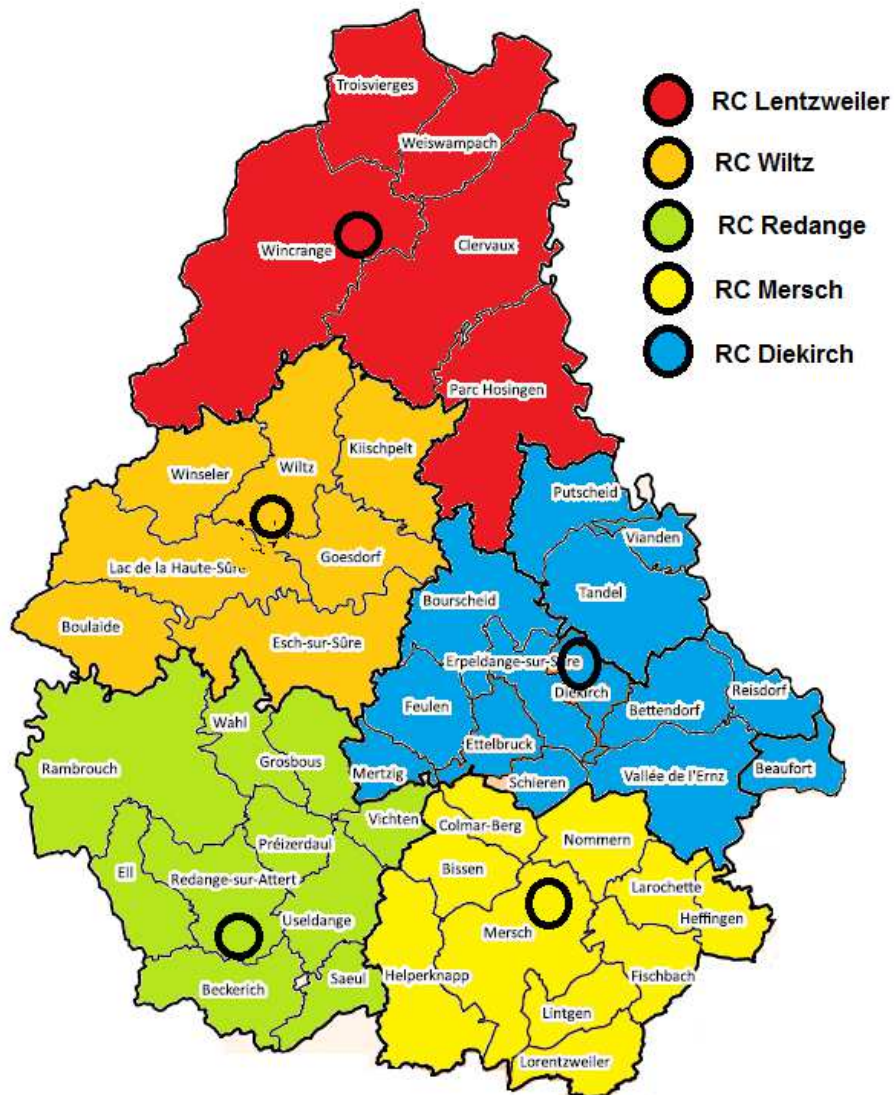 Troisvierges
Weiswampach
Wincrange
Clervaux
Parc Hosingen
RC Lentzweiler
RC Wiltz
RC Redange
RC Mersch
RC Diekirch
Winseler
Wiltz
Kiischpelt
Lac de la Haute-Sûre
Goesdorf
Boulaide
Esch-sur-Sûre
Putscheid
Vianden
Tandel
Bourscheid
Erpeldange-sur-Sûre
Diekirch
Feulen
Bettendorf
Reisdorf
Ettelbruck
Mertzig
Schieren
Vallée de l'Ernz
Beaufort
Wahl
Rambrouch
Grosbous
Vichten
Préizerdaul
Ell
Redange-sur-Attert
Useldange
Beckerich
Saeul
Colmar-Berg
Nommern
Bissen
Larochette
Heffingen
Mersch
Helperknapp
Fischbach
Lintgen
Lorentzweiler